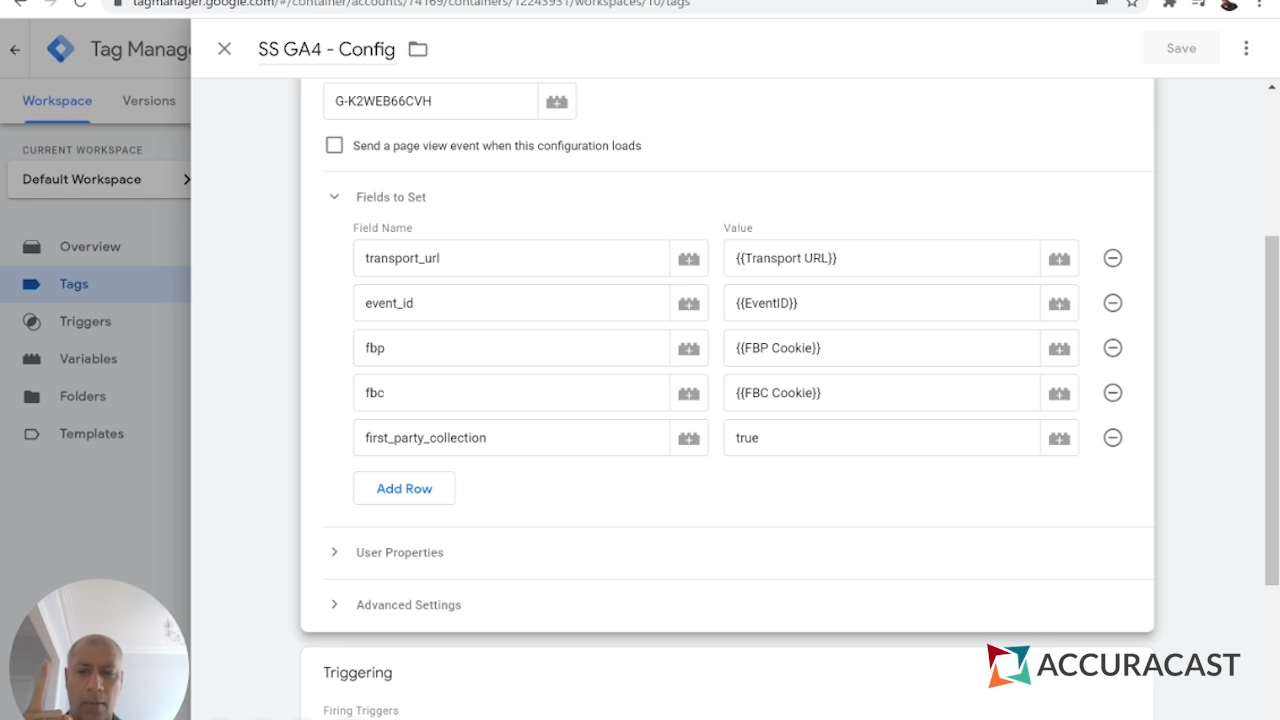 tagmanager.google.com/#/container/accounts/74169/containers/12243931/workspaces/10/tags
Tag Manage
SS GA4 - Config
Save
Workspace
Versions
CURRENT WORKSPACE
Default Workspace
Overview
Tags
Triggers
Variables
Folders
Templates
G-K2WEB66CVH
Send a page view event when this configuration loads
Fields to Set
Field Name
Value
transport_url
{{Transport URL}}
event_id
{{EventID}}
fbp
{{FBP Cookie}}
fbc
{{FBC Cookie}}
first_party_collection
true
Add Row
User Properties
Advanced Settings
Triggering
Firing Triggers
ACCURACAST